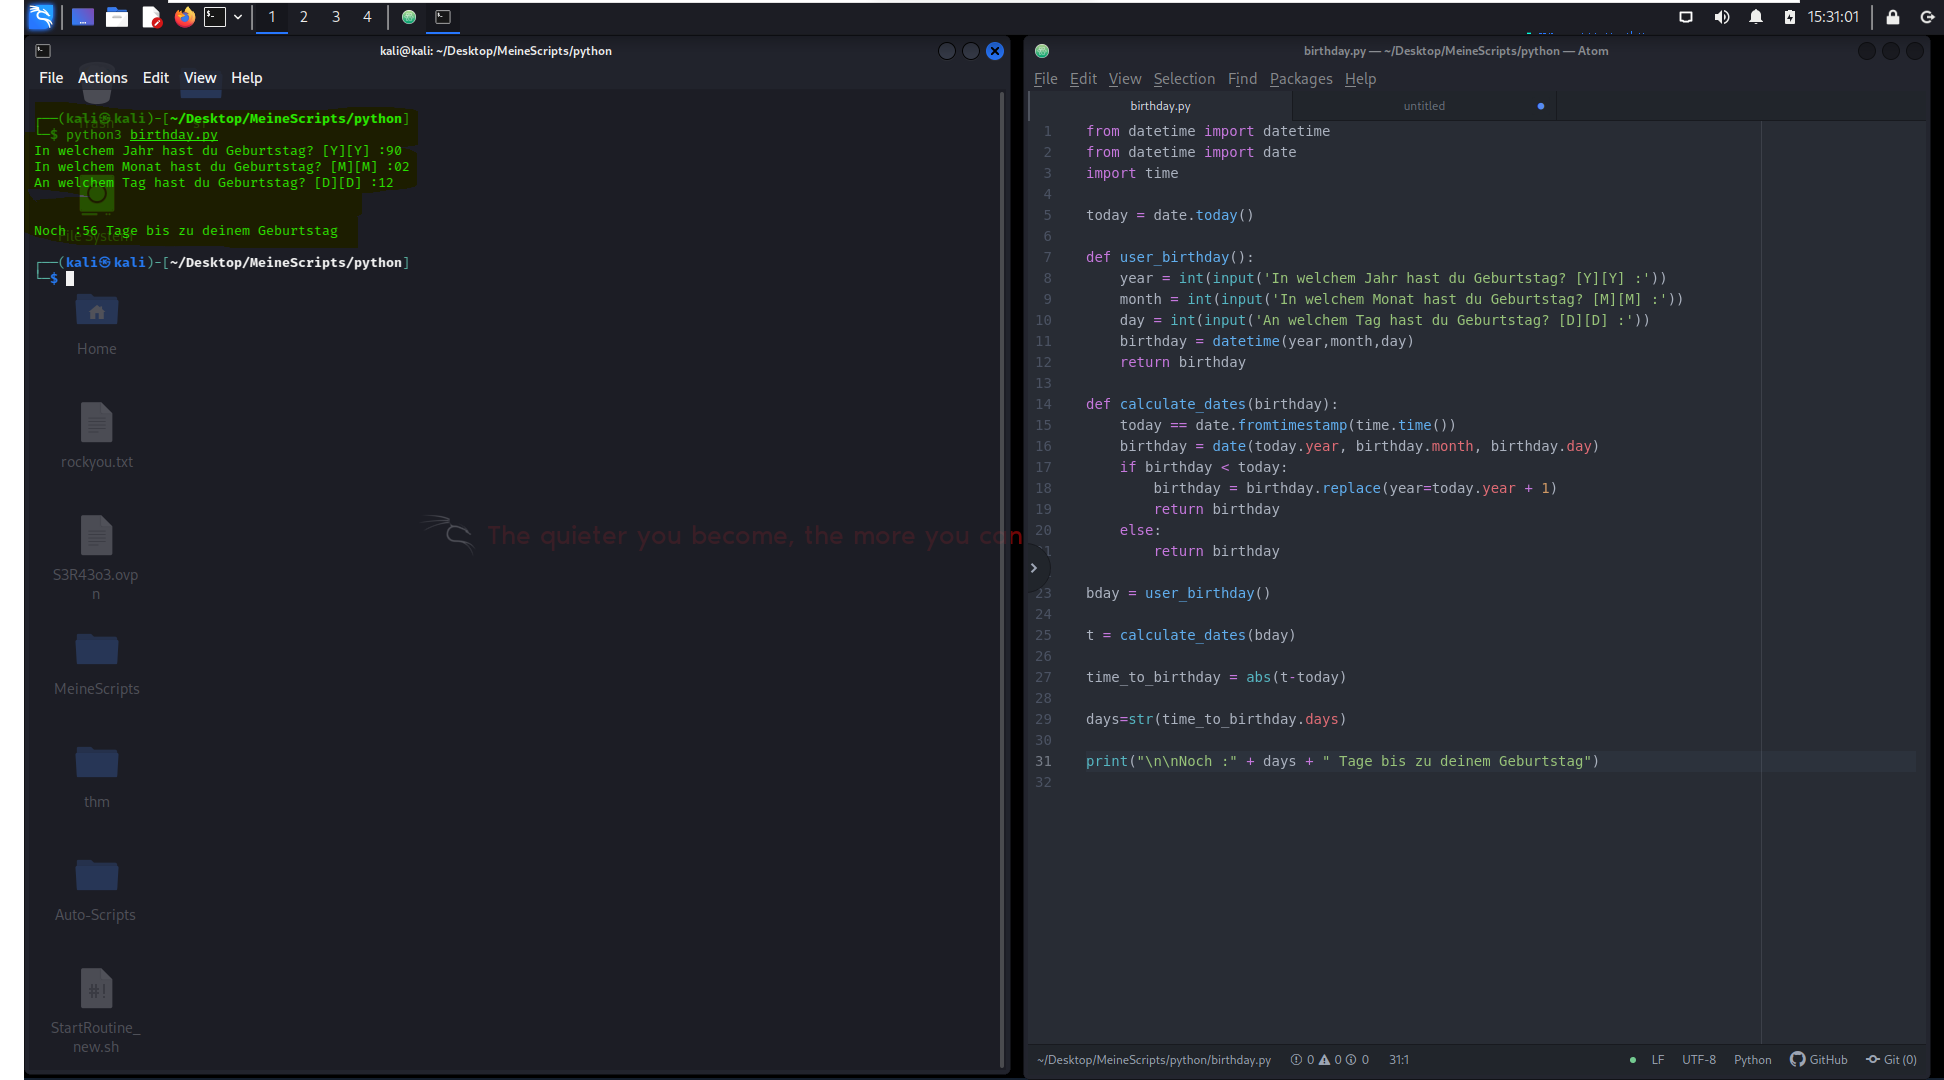 1 2 3 4
15:31:01
kali@kali: ~/Desktop/MeineScripts/python
File Actions Edit View Help
┌──(kali㉿kali)-[~/Desktop/MeineScripts/python]
└─$ python3 birthday.py
In welchem Jahr hast du Geburtstag? [Y][Y] :90
In welchem Monat hast du Geburtstag? [M][M] :02
An welchem Tag hast du Geburtstag? [D][D] :12
Noch :56 Tage bis zu deinem Geburtstag
File System
┌──(kali㉿kali)-[~/Desktop/MeineScripts/python]
└─$
Home
rockyou.txt
S3R43o3.ovp
n
MeineScripts
thm
Auto-Scripts
#!
StartRoutine_
new.sh
The quieter you become, the more you can
birthday.py — ~/Desktop/MeineScripts/python — Atom
File Edit View Selection Find Packages Help
birthday.py untitled
1 from datetime import datetime
2 from datetime import date
3 import time
4
5 today = date.today()
6
7 def user_birthday():
8     year = int(input('In welchem Jahr hast du Geburtstag? [Y][Y] :'))
9     month = int(input('In welchem Monat hast du Geburtstag? [M][M] :'))
10     day = int(input('An welchem Tag hast du Geburtstag? [D][D] :'))
11     birthday = datetime(year,month,day)
12     return birthday
13
14 def calculate_dates(birthday):
15     today == date.fromtimestamp(time.time())
16     birthday = date(today.year, birthday.month, birthday.day)
17     if birthday < today:
18         birthday = birthday.replace(year=today.year + 1)
19         return birthday
20     else:
21         return birthday
23 bday = user_birthday()
24
25 t = calculate_dates(bday)
26
27 time_to_birthday = abs(t-today)
28
29 days=str(time_to_birthday.days)
30
31 print("\n\nNoch :" + days + " Tage bis zu deinem Geburtstag")
32
~/Desktop/MeineScripts/python/birthday.py 0 0 0 31:1 LF UTF-8 Python GitHub Git (0)